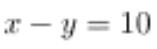 x − y = 10